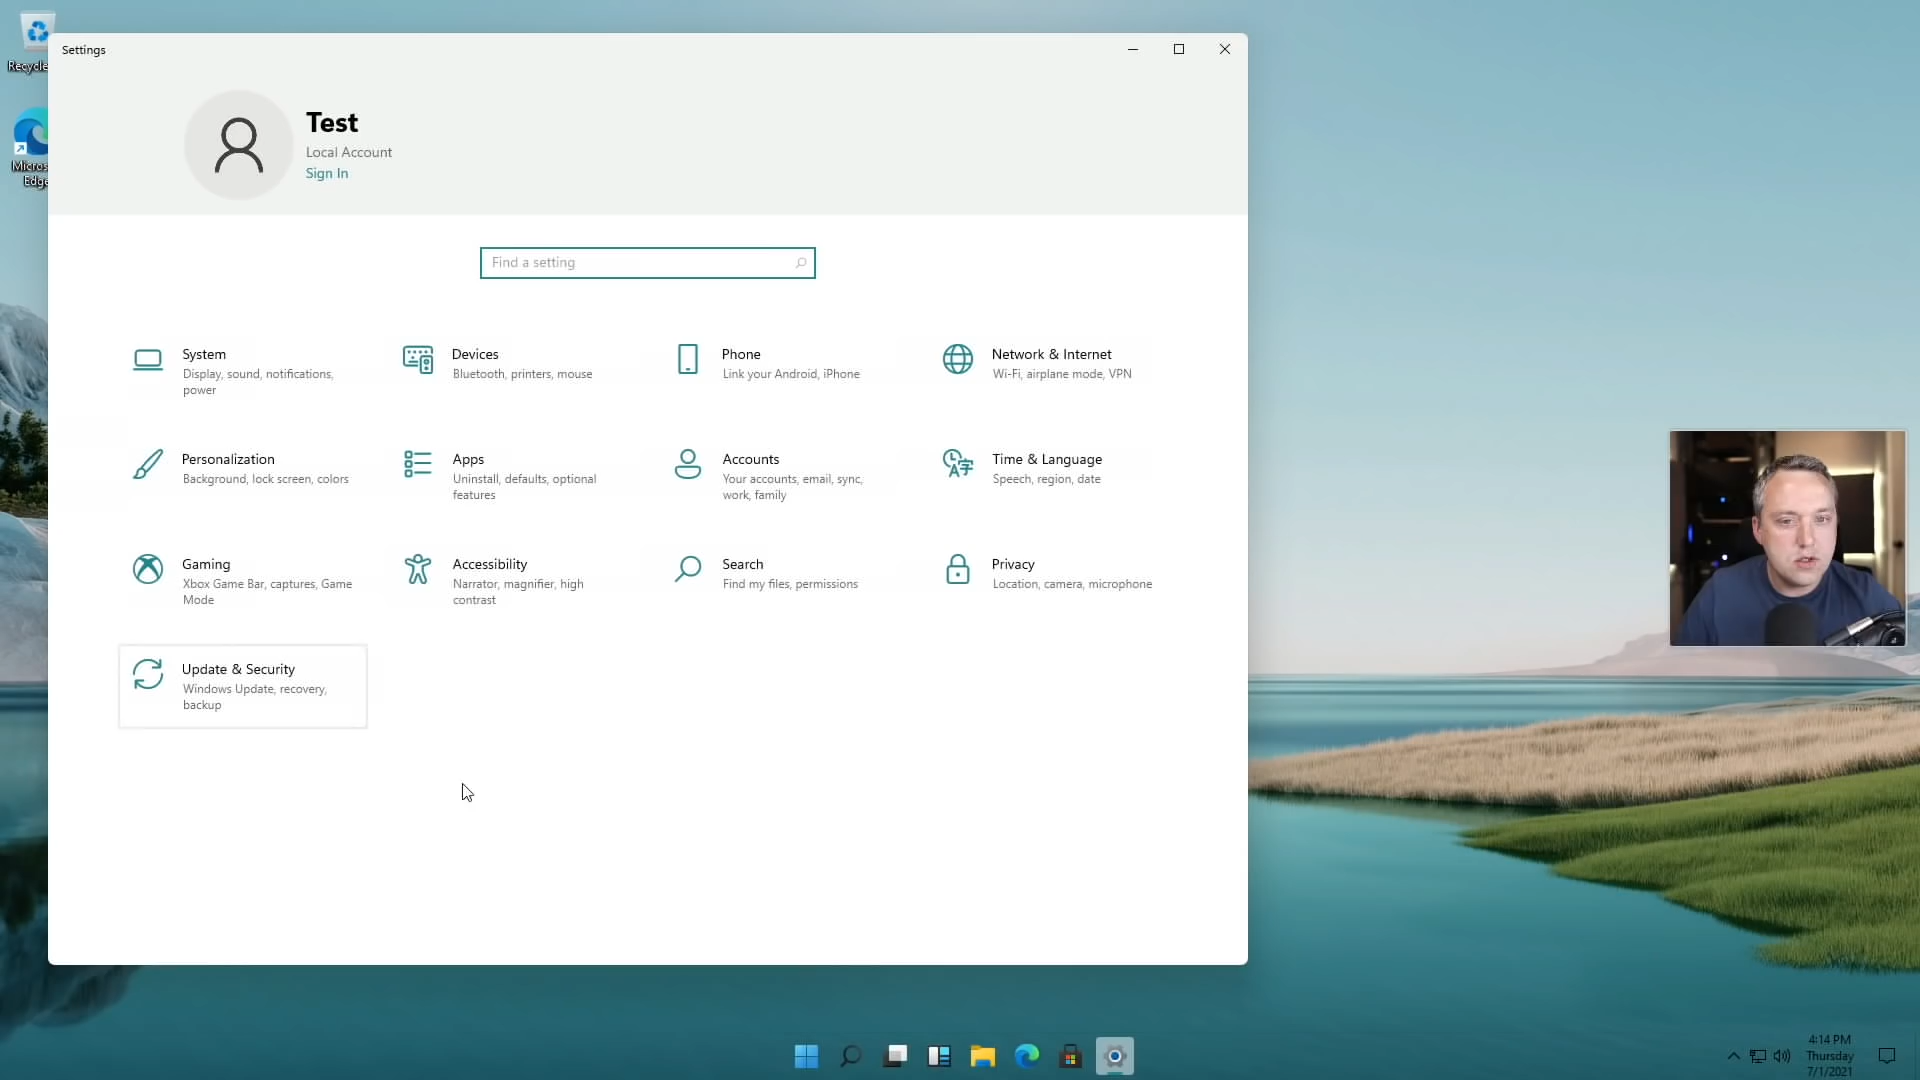 Recycle
Micros
Edge
Settings
Test
Local Account
Sign In
Find a setting
System
Display, sound, notifications,
power
Devices
Bluetooth, printers, mouse
Phone
Link your Android, iPhone
Network & Internet
Wi-Fi, airplane mode, VPN
Personalization
Background, lock screen, colors
Apps
Uninstall, defaults, optional
features
Accounts
Your accounts, email, sync,
work, family
Time & Language
Speech, region, date
Gaming
Xbox Game Bar, captures, Game
Mode
Accessibility
Narrator, magnifier, high
contrast
Search
Find my files, permissions
Privacy
Location, camera, microphone
Update & Security
Windows Update, recovery,
backup
4:14 PM
Thursday
7/1/2021